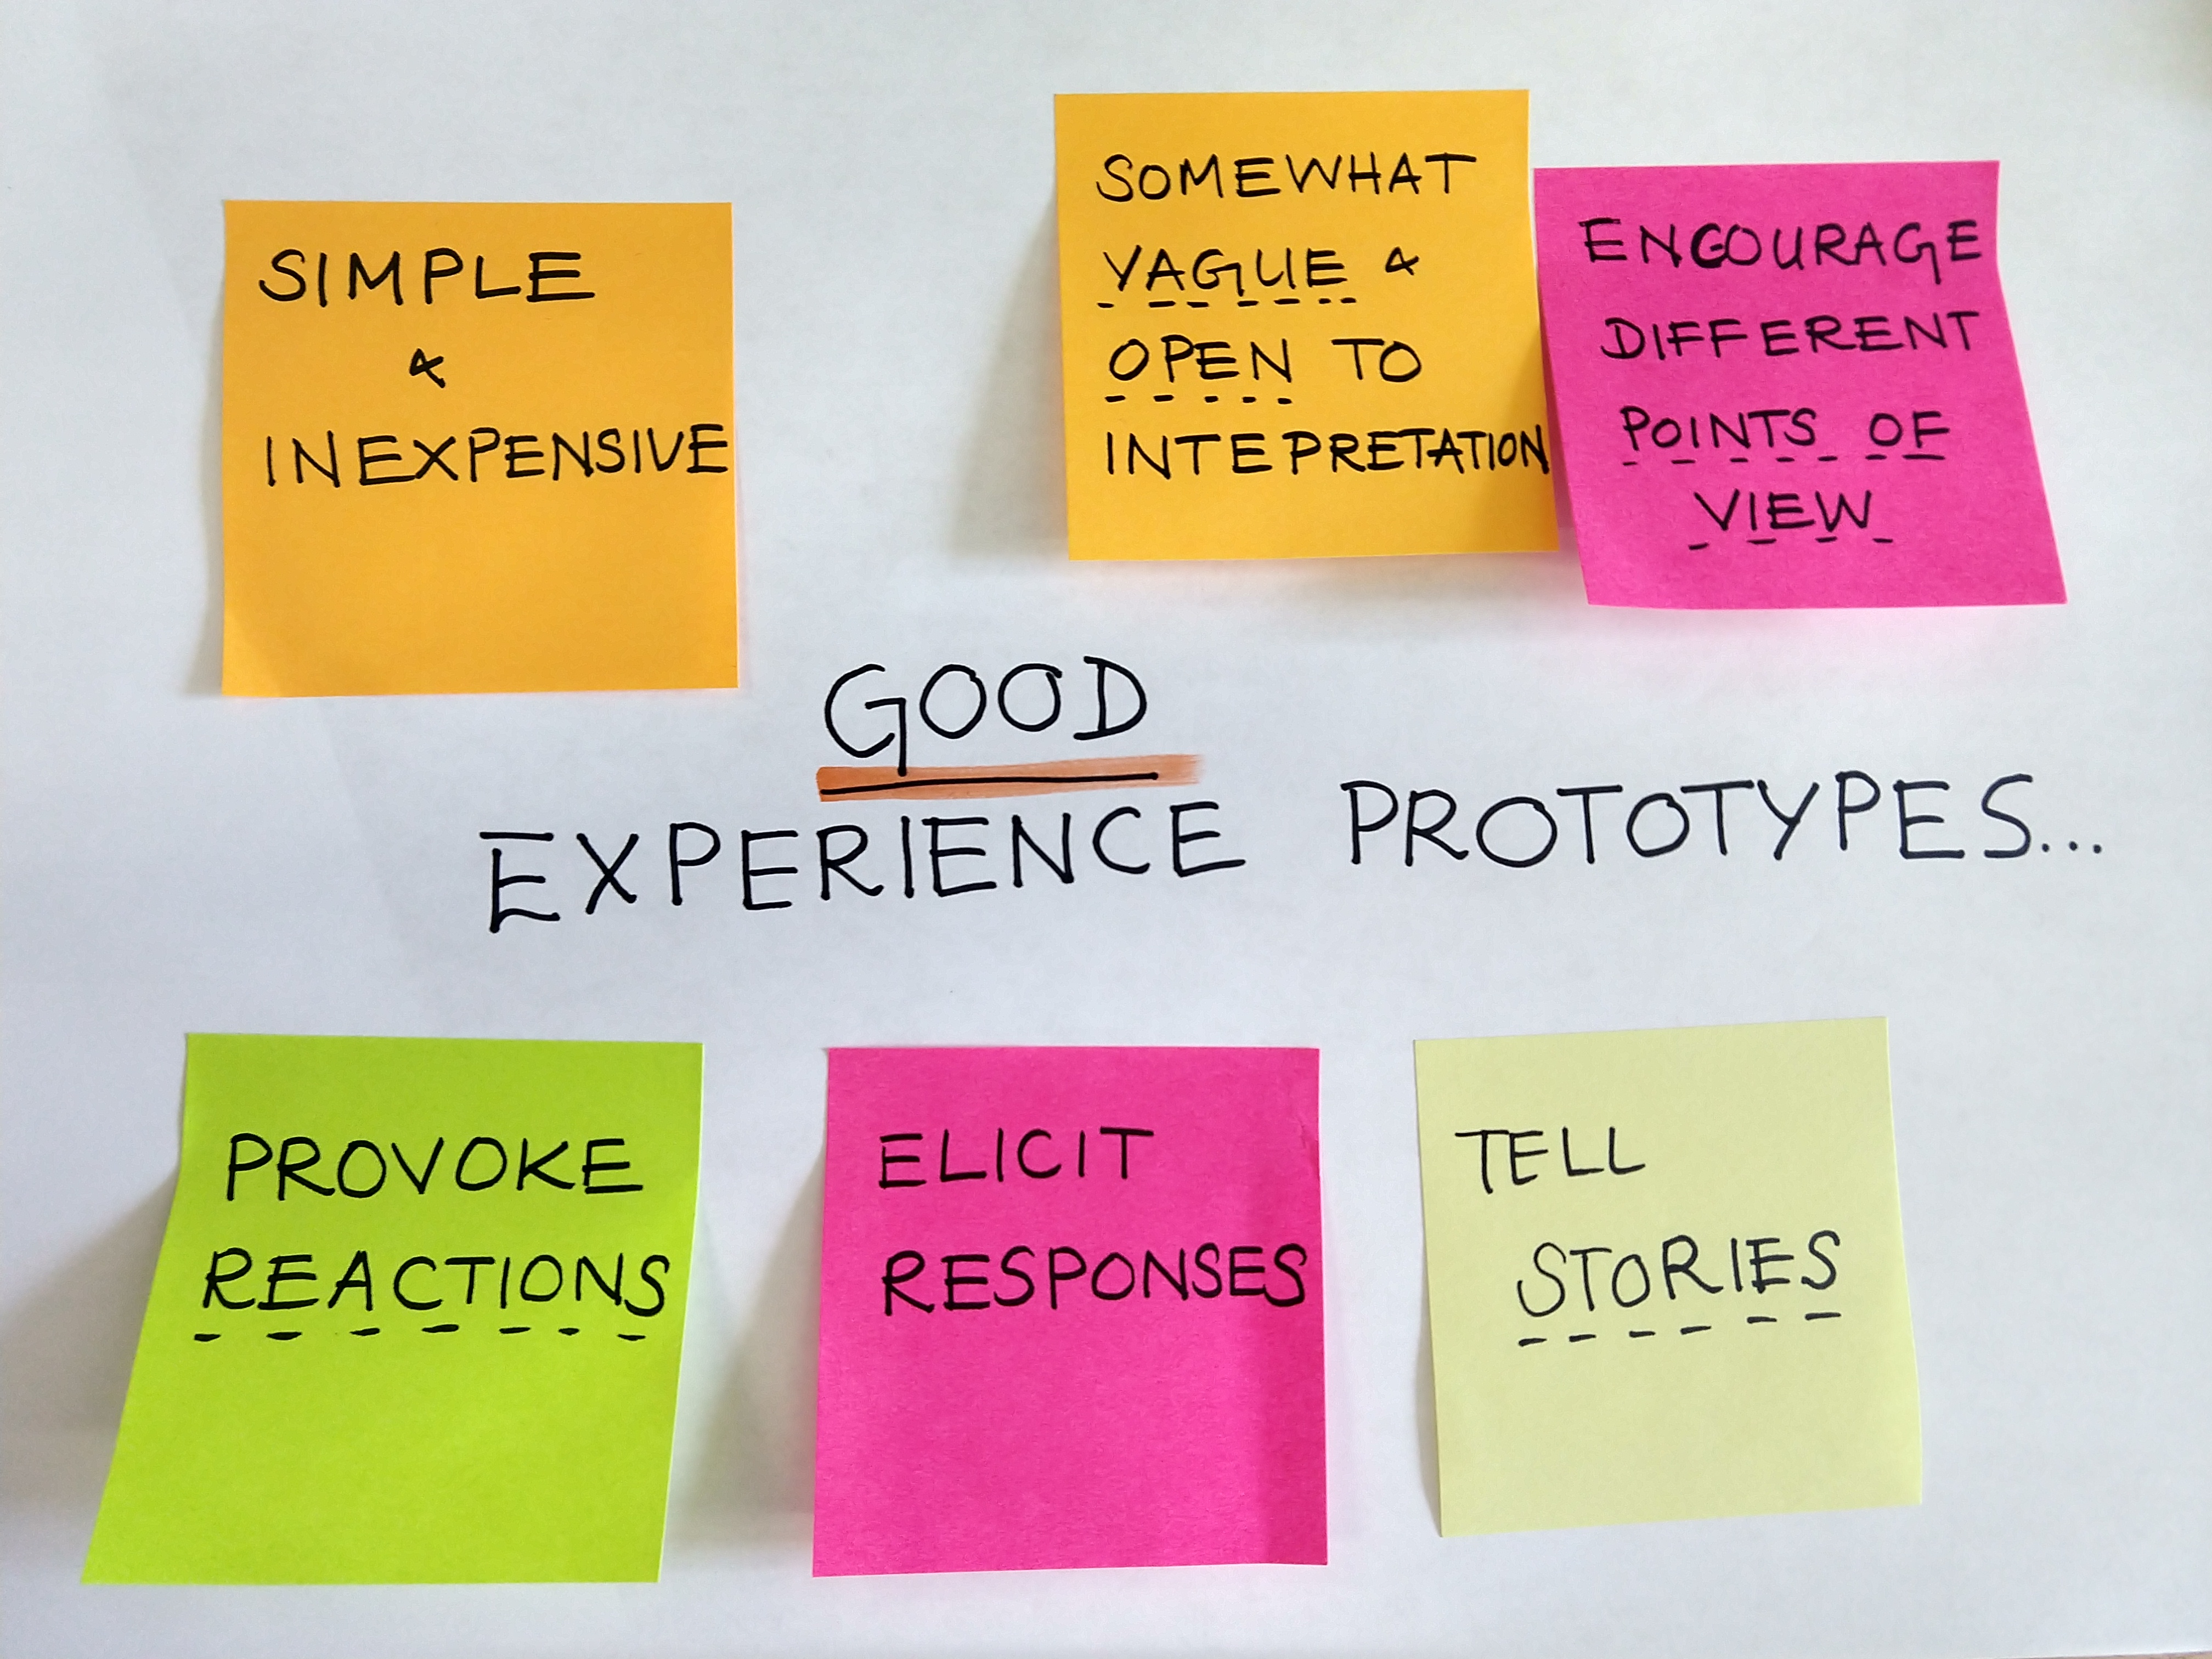 SIMPLE
&
INEXPENSIVE
SOMEWHAT
VAGUE &
OPEN TO
INTEPRETATION
ENCOURAGE
DIFFERENT
POINTS OF
VIEW
GOOD
EXPERIENCE PROTOTYPES...
PROVOKE
REACTIONS
ELICIT
RESPONSES
TELL
STORIES